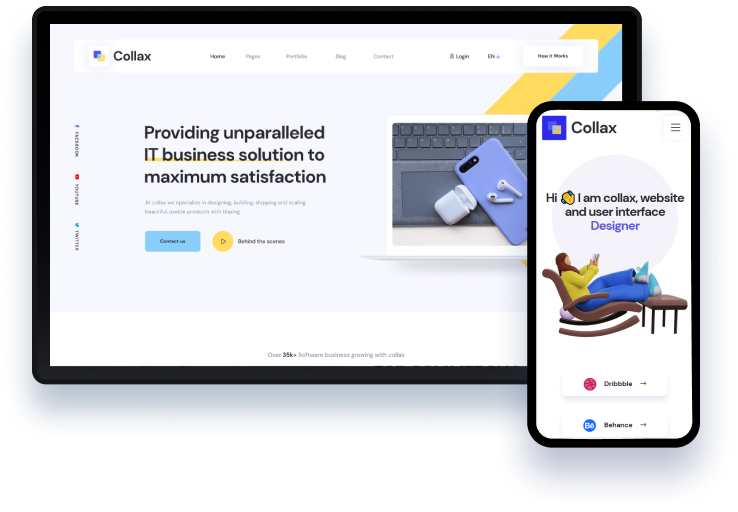 Collax
Home
Pages
Portfolio
Blog
Contact
Login
EN
How It Works
FACEBOOK
YOUTUBE
TWITTER
Providing unparalleled
IT business solution to
maximum satisfaction
At collax we specialize in designing, building, shipping and scaling
beautiful, usable products with blazing.
Contact us
Behind the scenes
Over 35k+ Software business growing with collax
Collax
Hi 👋 I am collax, website
and user interface
Designer
Dribbble →
Bē
Behance →